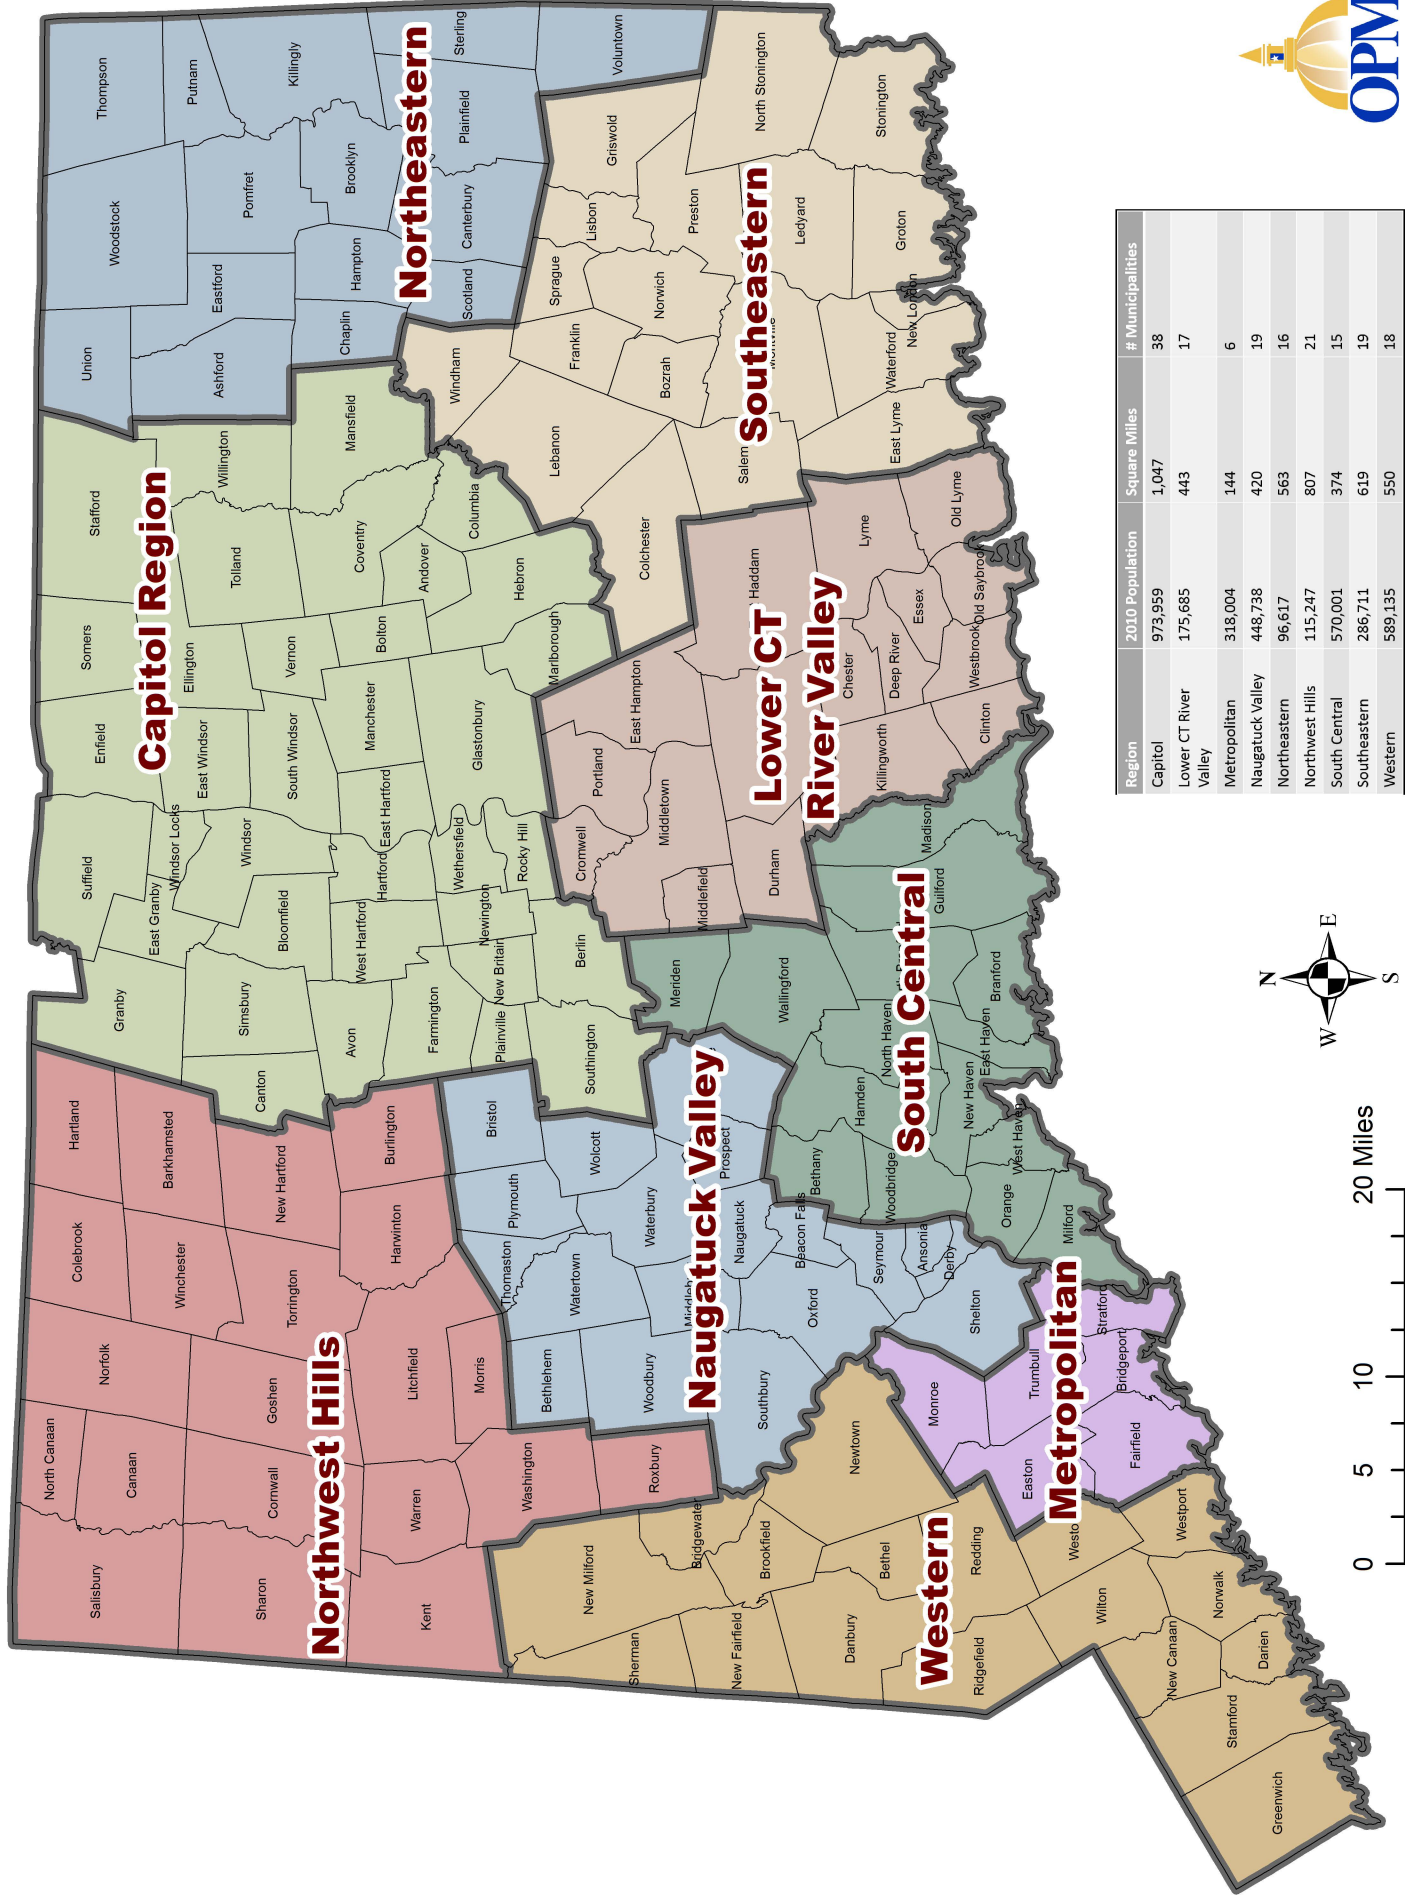 Northwest Hills
Salisbury
North Canaan
Canaan
Norfolk
Colebrook
Hartland
Sharon
Cornwall
Goshen
Winchester
Barkhamsted
Torrington
New Hartford
Kent
Warren
Litchfield
Harwinton
Burlington
Morris
Washington
Roxbury
Capitol Region
Granby
Suffield
Enfield
Somers
Stafford
East Granby
Windsor Locks
East Windsor
Ellington
Tolland
Willington
Canton
Simsbury
Bloomfield
Windsor
South Windsor
Vernon
Avon
West Hartford
Hartford
East Hartford
Manchester
Bolton
Coventry
Mansfield
Farmington
Andover
Columbia
Plainville
New Britain
Newington
Wethersfield
Rocky Hill
Glastonbury
Hebron
Marlborough
Southington
Berlin
Northeastern
Union
Woodstock
Thompson
Putnam
Ashford
Eastford
Pomfret
Killingly
Chaplin
Hampton
Brooklyn
Scotland
Canterbury
Plainfield
Sterling
Voluntown
Naugatuck Valley
Bristol
Plymouth
Thomaston
Wolcott
Bethlehem
Watertown
Woodbury
Waterbury
Prospect
Naugatuck
Southbury
Oxford
Beacon Falls
Seymour
Ansonia
Derby
Shelton
Lower CT
River Valley
Cromwell
Portland
East Hampton
Middletown
Middlefield
Durham
Haddam
Killingworth
Chester
Deep River
Essex
Lyme
Clinton
Westbrook
Old Saybrook
Old Lyme
Southeastern
Windham
Lebanon
Colchester
Franklin
Sprague
Lisbon
Griswold
Bozrah
Norwich
Preston
North Stonington
Salem
Ledyard
East Lyme
Waterford
New London
Groton
Stonington
South Central
Meriden
Wallingford
Bethany
Hamden
North Haven
Woodbridge
New Haven
East Haven
Branford
Guilford
Madison
Orange
West Haven
Milford
Metropolitan
Monroe
Easton
Trumbull
Stratford
Bridgeport
Fairfield
Western
New Milford
Sherman
Bridgewater
New Fairfield
Brookfield
Newtown
Danbury
Bethel
Ridgefield
Redding
Westo
Wilton
Westport
New Canaan
Norwalk
Darien
Stamford
Greenwich
0 5 10 20 Miles
N
W E
S
Region 2010 Population Square Miles # Municipalities
Capitol 973,959 1,047 38
Lower CT River 175,685 443 17
Valley
Metropolitan 318,004 144 6
Naugatuck Valley 448,738 420 19
Northeastern 96,617 563 16
Northwest Hills 115,247 807 21
South Central 570,001 374 15
Southeastern 286,711 619 19
Western 589,135 550 18
OPM